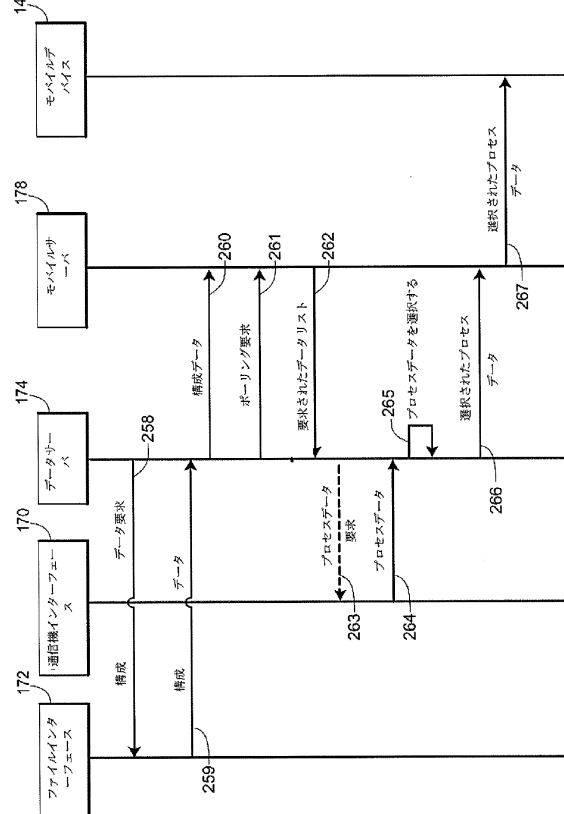 172
ファイルインタ
ーフェース
170
通信機インターフェー
ス
174
データサー
バ
178
モバイルサ
ーバ
14
モバイルデ
バイス
構成
データ要求
258
構成
データ
259
構成データ
260
ポーリング要求
261
要求されたデータリスト
262
プロセスデータ
要求
263
プロセスデータ
264
プロセスデータを選択する
265
選択されたプロセス
データ
266
選択されたプロセス
データ
267